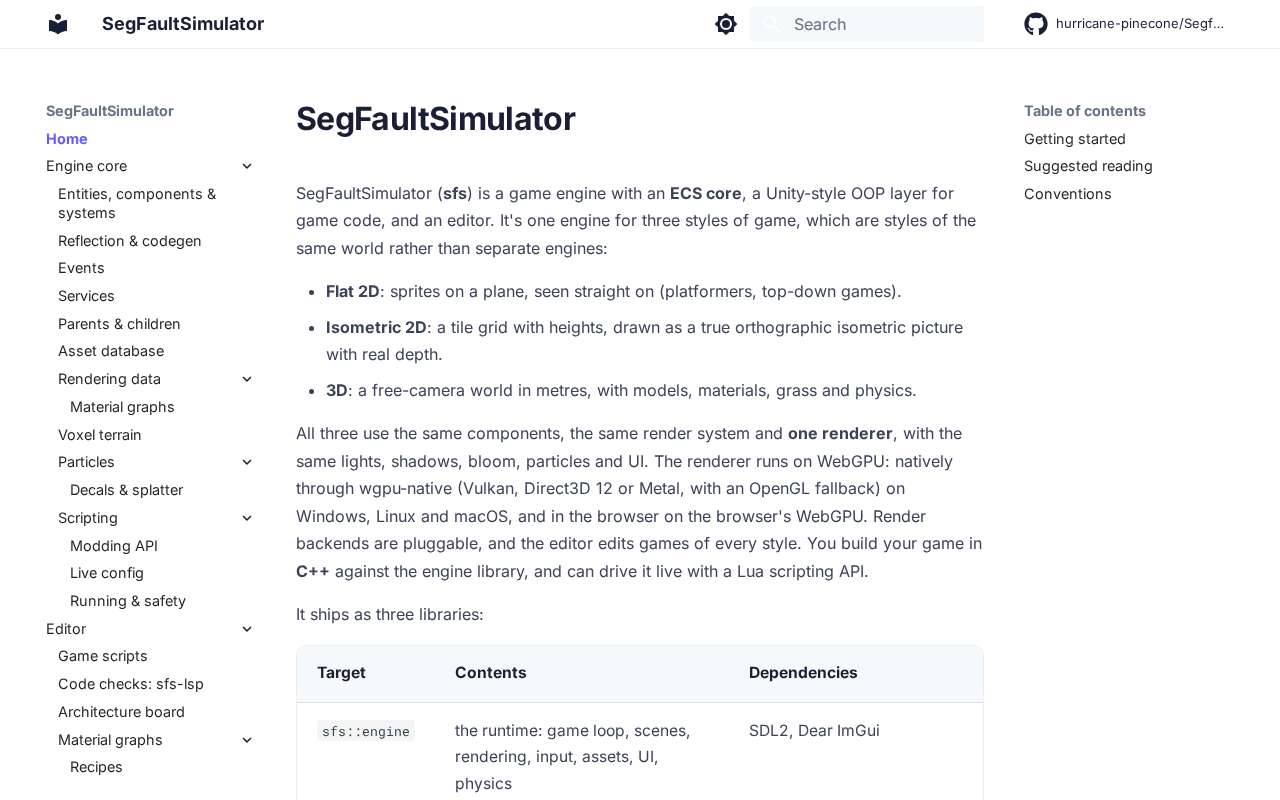 SegFaultSimulator
Search
hurricane-pinecone/Segf…
SegFaultSimulator
Home
Engine core
Entities, components &
systems
Reflection & codegen
Events
Services
Parents & children
Asset database
Rendering data
Material graphs
Voxel terrain
Particles
Decals & splatter
Scripting
Modding API
Live config
Running & safety
Editor
Game scripts
Code checks: sfs-lsp
Architecture board
Material graphs
Recipes
SegFaultSimulator
SegFaultSimulator (sfs) is a game engine with an ECS core, a Unity-style OOP layer for
game code, and an editor. It's one engine for three styles of game, which are styles of the
same world rather than separate engines:
• Flat 2D: sprites on a plane, seen straight on (platformers, top-down games).
• Isometric 2D: a tile grid with heights, drawn as a true orthographic isometric picture
with real depth.
• 3D: a free-camera world in metres, with models, materials, grass and physics.
All three use the same components, the same render system and one renderer, with the
same lights, shadows, bloom, particles and UI. The renderer runs on WebGPU: natively
through wgpu-native (Vulkan, Direct3D 12 or Metal, with an OpenGL fallback) on
Windows, Linux and macOS, and in the browser on the browser's WebGPU. Render
backends are pluggable, and the editor edits games of every style. You build your game in
C++ against the engine library, and can drive it live with a Lua scripting API.
It ships as three libraries:
Target Contents Dependencies
sfs::engine the runtime: game loop, scenes, SDL2, Dear ImGui
rendering, input, assets, UI,
physics
Table of contents
Getting started
Suggested reading
Conventions